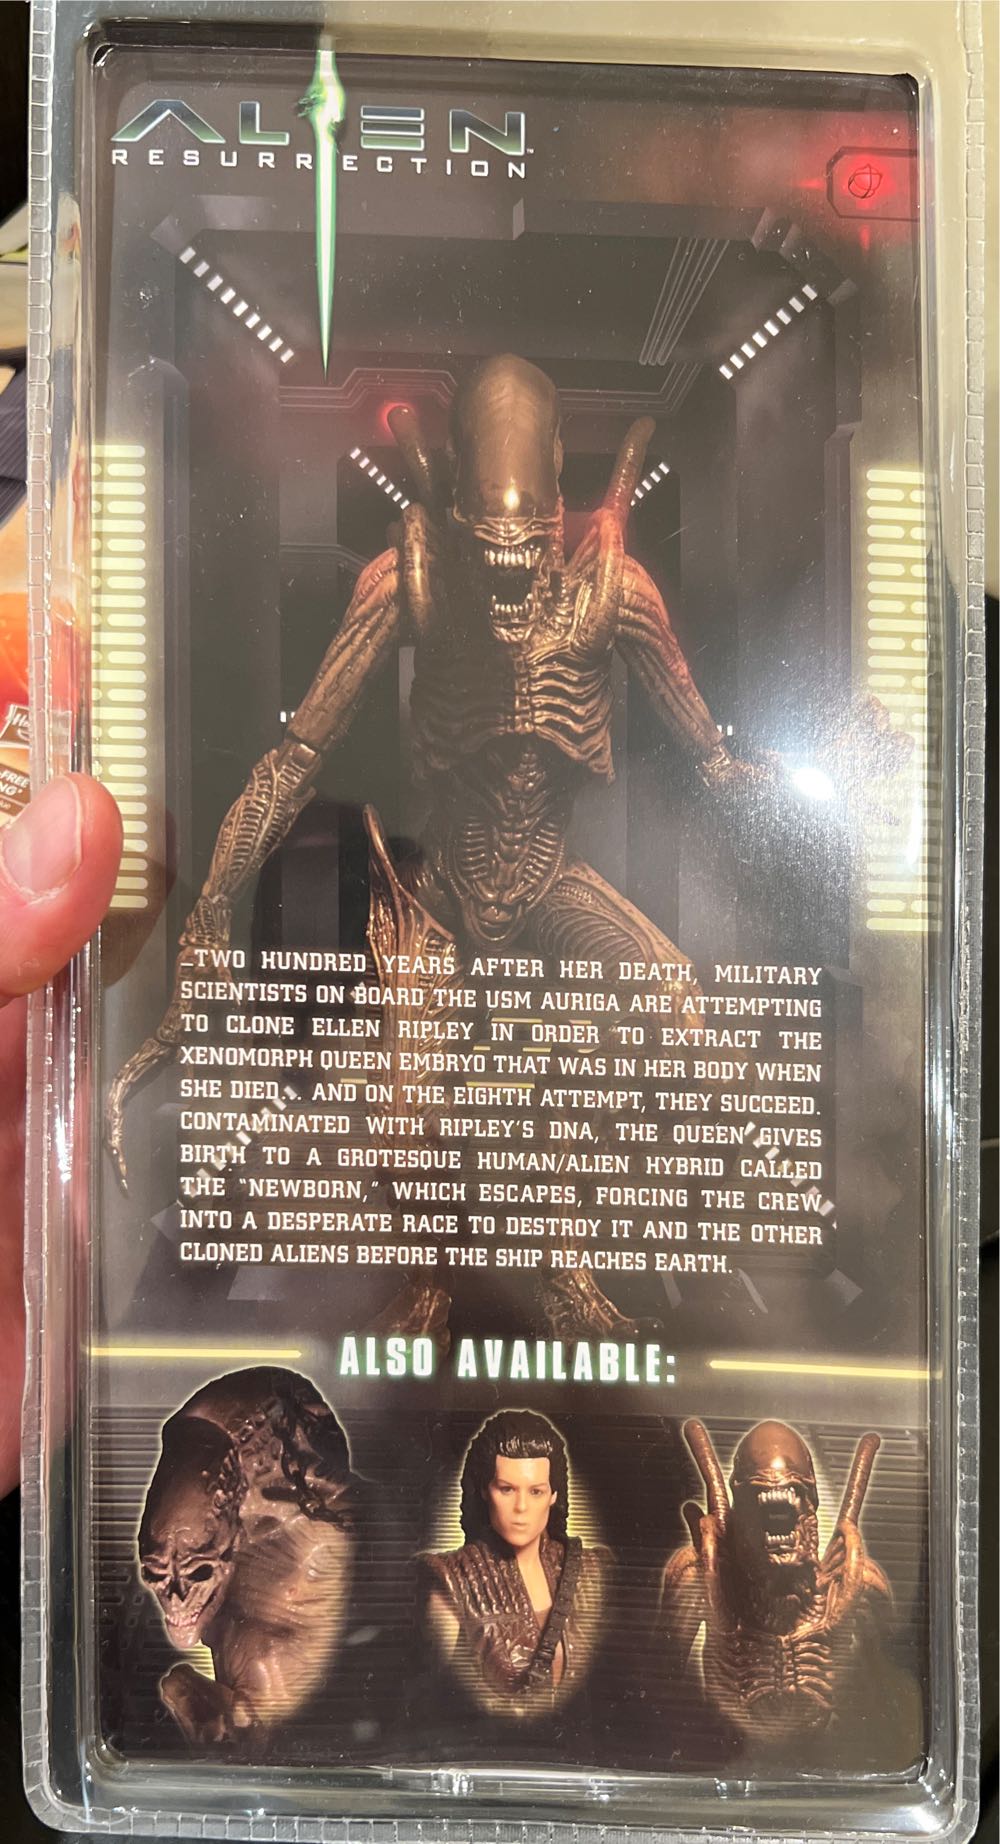 ALIEN™
RESURRECTION
_TWO HUNDRED YEARS AFTER HER DEATH, MILITARY
SCIENTISTS ON BOARD THE USM AURIGA ARE ATTEMPTING
TO CLONE ELLEN RIPLEY IN ORDER TO EXTRACT THE
XENOMORPH QUEEN EMBRYO THAT WAS IN HER BODY WHEN
SHE DIED... AND ON THE EIGHTH ATTEMPT, THEY SUCCEED.
CONTAMINATED WITH RIPLEY'S DNA, THE QUEEN GIVES
BIRTH TO A GROTESQUE HUMAN/ALIEN HYBRID CALLED
THE "NEWBORN," WHICH ESCAPES, FORCING THE CREW
INTO A DESPERATE RACE TO DESTROY IT AND THE OTHER
CLONED ALIENS BEFORE THE SHIP REACHES EARTH.
ALSO AVAILABLE: